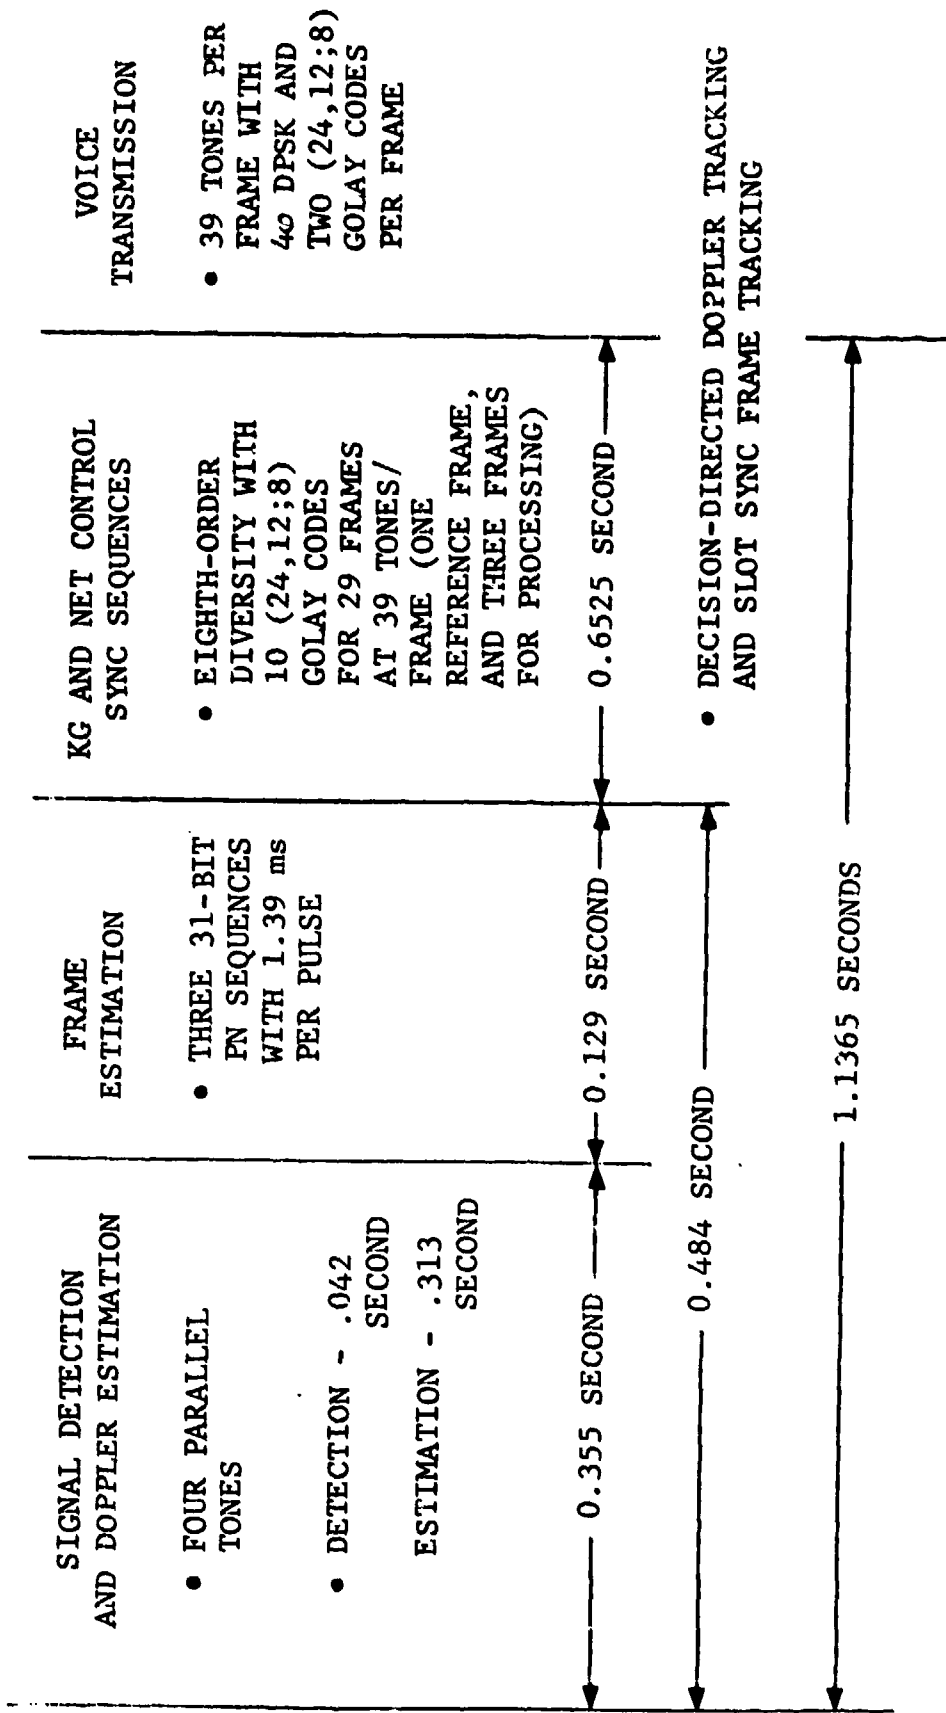 SIGNAL DETECTION
AND DOPPLER ESTIMATION
• FOUR PARALLEL
TONES
• DETECTION - .042
SECOND
ESTIMATION - .313
SECOND
FRAME
ESTIMATION
• THREE 31-BIT
PN SEQUENCES
WITH 1.39 ms
PER PULSE
KG AND NET CONTROL
SYNC SEQUENCES
• EIGHTH-ORDER
DIVERSITY WITH
10 (24,12;8)
GOLAY CODES
FOR 29 FRAMES
AT 39 TONES/
FRAME (ONE
REFERENCE FRAME,
AND THREE FRAMES
FOR PROCESSING)
VOICE
TRANSMISSION
• 39 TONES PER
FRAME WITH
4φ DPSK AND
TWO (24,12;8)
GOLAY CODES
PER FRAME
0.355 SECOND
0.129 SECOND
0.6525 SECOND
0.484 SECOND
• DECISION-DIRECTED DOPPLER TRACKING
AND SLOT SYNC FRAME TRACKING
1.1365 SECONDS